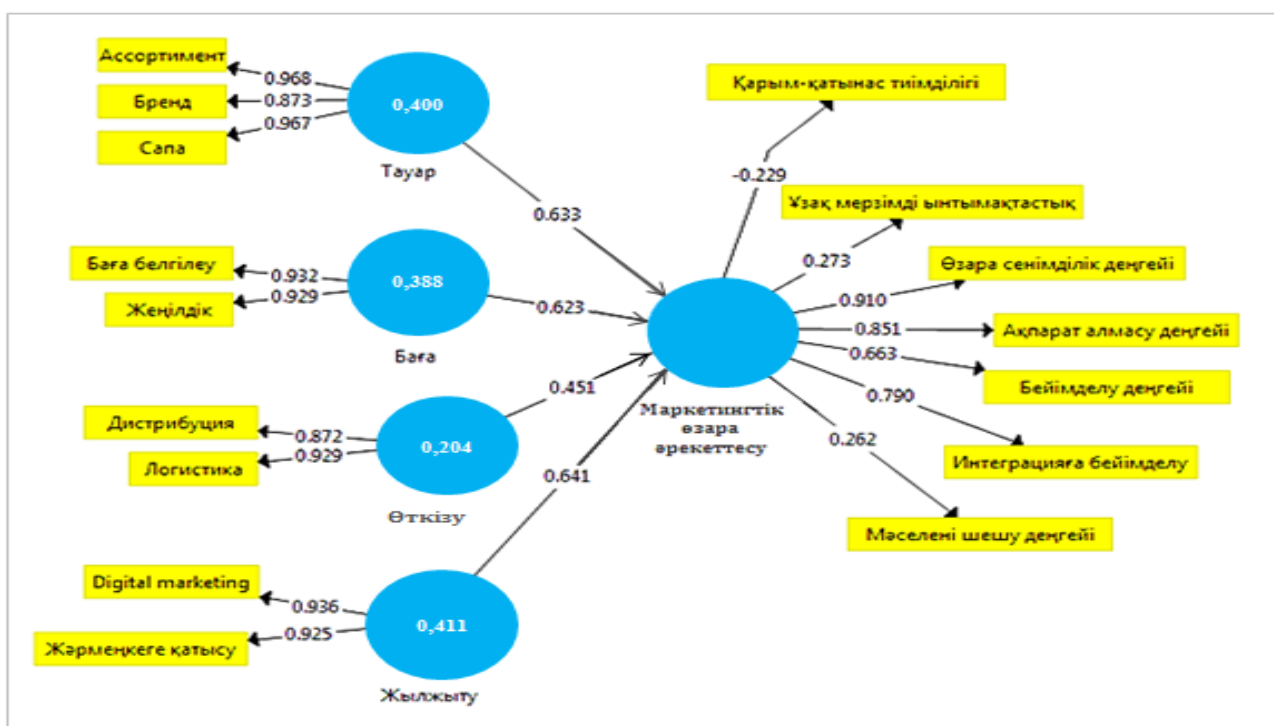 Ассортимент
0.968
Бренд
0.873
Сапа
0.967
0,400
Тауар
0.633
Баға белгілеу
0.932
Жеңілдік
0.929
0,388
Баға
0.623
Дистрибуция
0.872
Логистика
0.929
0,204
Өткізу
0.451
Digital marketing
0.936
Жәрмеңкеге қатысу
0.925
0,411
Жылжыту
0.641
Маркетингтік
өзара
әрекеттесу
Қарым-қатынас тиімділігі
-0.229
Ұзақ мерзімді ынтымақтастық
0.273
Өзара сенімділік деңгейі
0.910
Ақпарат алмасу деңгейі
0.851
Бейімделу деңгейі
0.663
Интеграцияға бейімделу
0.790
Мәселені шешу деңгейі
0.262